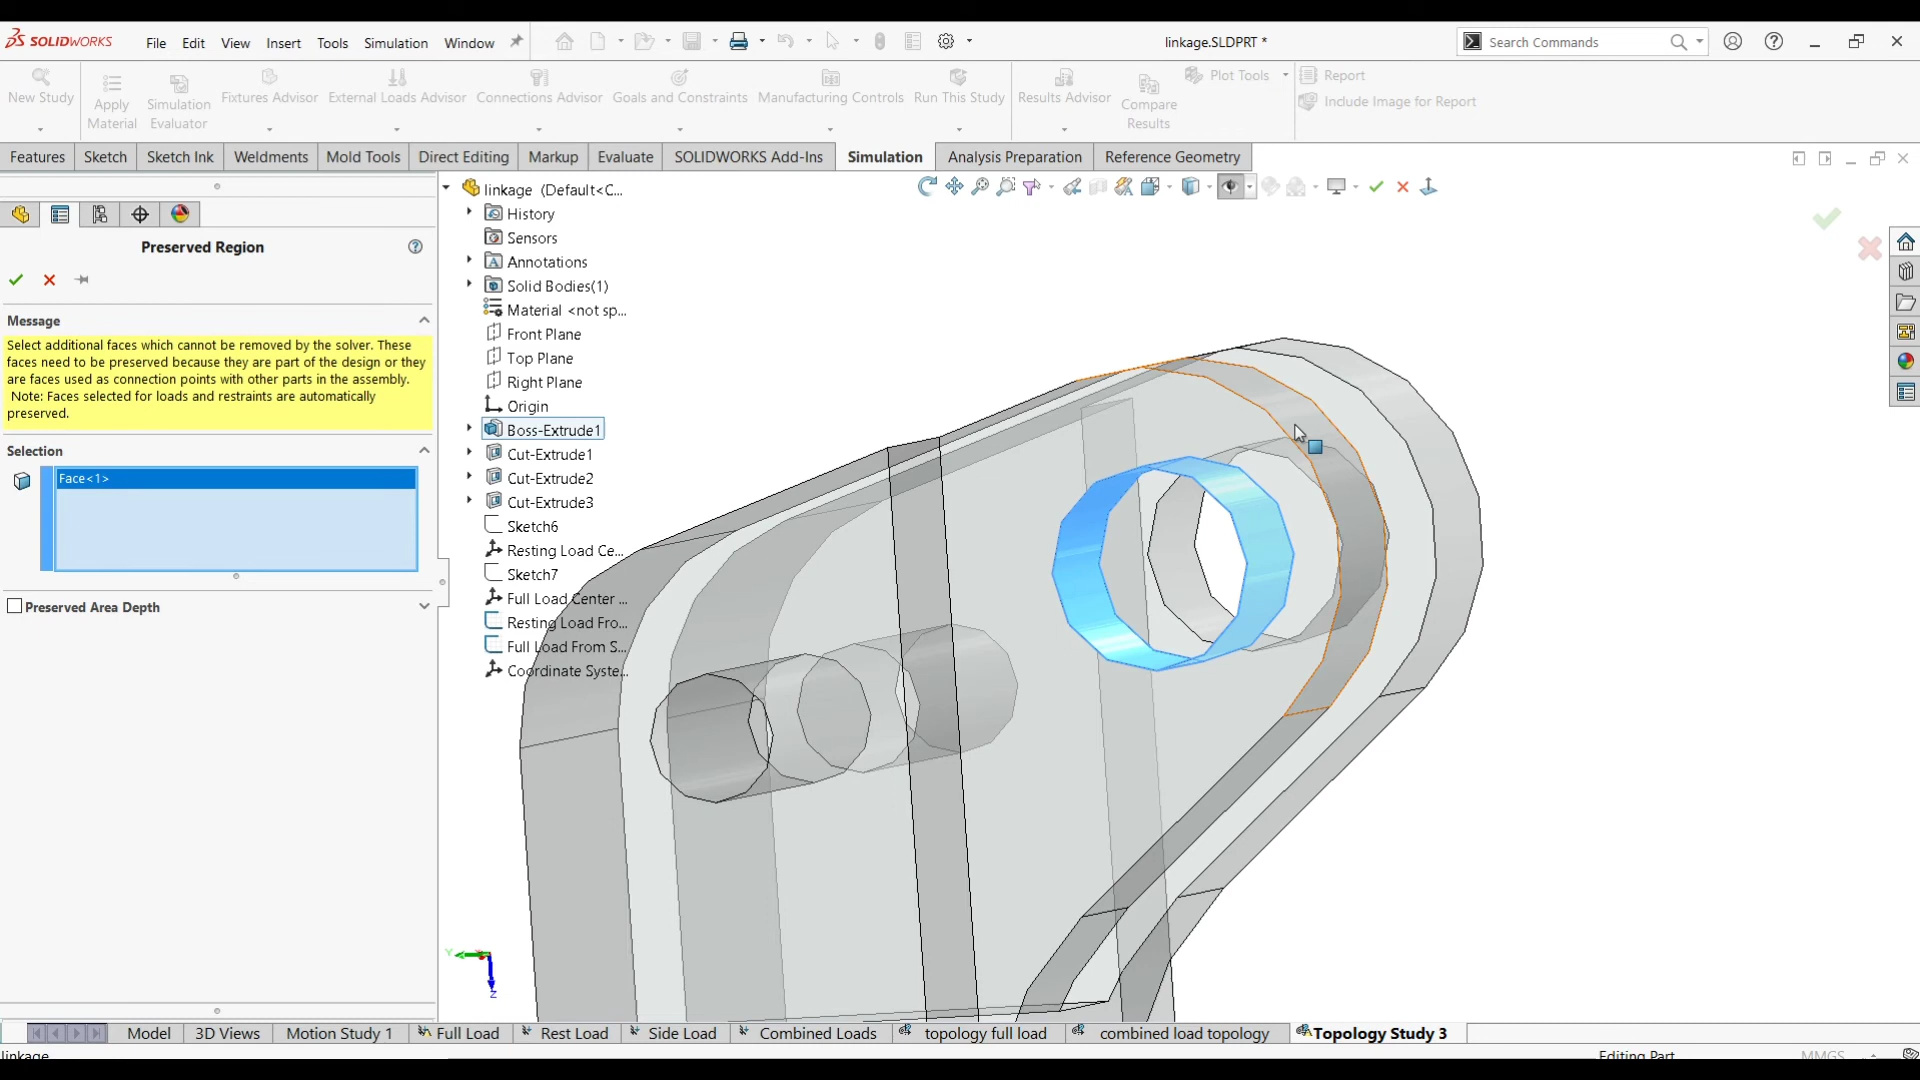 SOLIDWORKS
File Edit View Insert Tools Simulation Window
linkage.SLDPRT *
Search Commands
New Study
Apply Material
Simulation Evaluator
Fixtures Advisor
External Loads Advisor
Connections Advisor
Goals and Constraints
Manufacturing Controls
Run This Study
Results Advisor
Compare Results
Plot Tools
Report
Include Image for Report
Features Sketch Sketch Ink Weldments Mold Tools Direct Editing Markup Evaluate SOLIDWORKS Add-Ins Simulation Analysis Preparation Reference Geometry
Preserved Region
Message
Select additional faces which cannot be removed by the solver. These
faces need to be preserved because they are part of the design or they
are faces used as connection points with other parts in the assembly.
Note: Faces selected for loads and restraints are automatically
preserved.
Selection
Face<1>
Preserved Area Depth
linkage (Default<C...
History
Sensors
Annotations
Solid Bodies(1)
Material <not sp...
Front Plane
Top Plane
Right Plane
Origin
Boss-Extrude1
Cut-Extrude1
Cut-Extrude2
Cut-Extrude3
Sketch6
Resting Load Ce...
Sketch7
Full Load Center ...
Resting Load Fro...
Full Load From S...
Coordinate Syste...
Y
Z
Model 3D Views Motion Study 1 Full Load Rest Load Side Load Combined Loads topology full load combined load topology Topology Study 3
linkage
Editing Part
MMGS